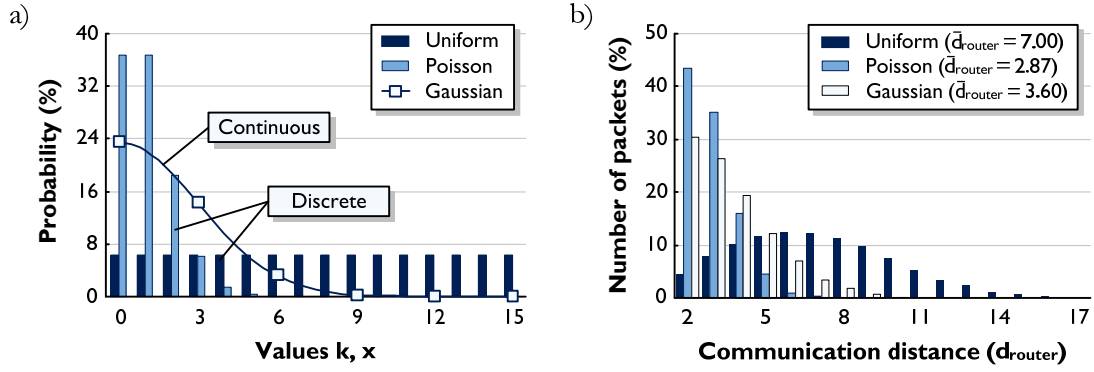 a)
Probability (%)
40
32
24
16
8
0
Uniform
Poisson
Gaussian
Continuous
Discrete
0 3 6 9 12 15
Values k, x
b)
Number of packets (%)
50
40
30
20
10
0
Uniform (d̄router = 7.00)
Poisson (d̄router = 2.87)
Gaussian (d̄router = 3.60)
2 5 8 11 14 17
Communication distance (drouter)